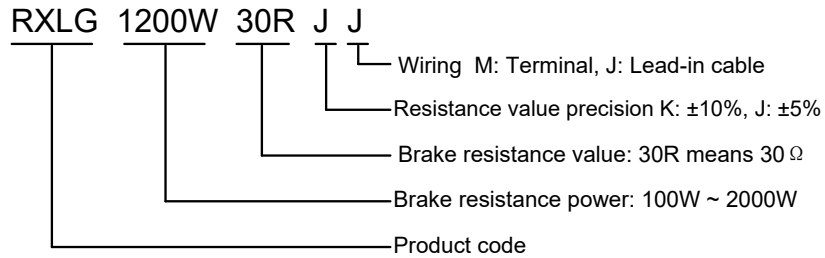 RXLG 1200W 30R J J
Wiring M: Terminal, J: Lead-in cable
Resistance value precision K: ±10%, J: ±5%
Brake resistance value: 30R means 30Ω
Brake resistance power: 100W ~ 2000W
Product code